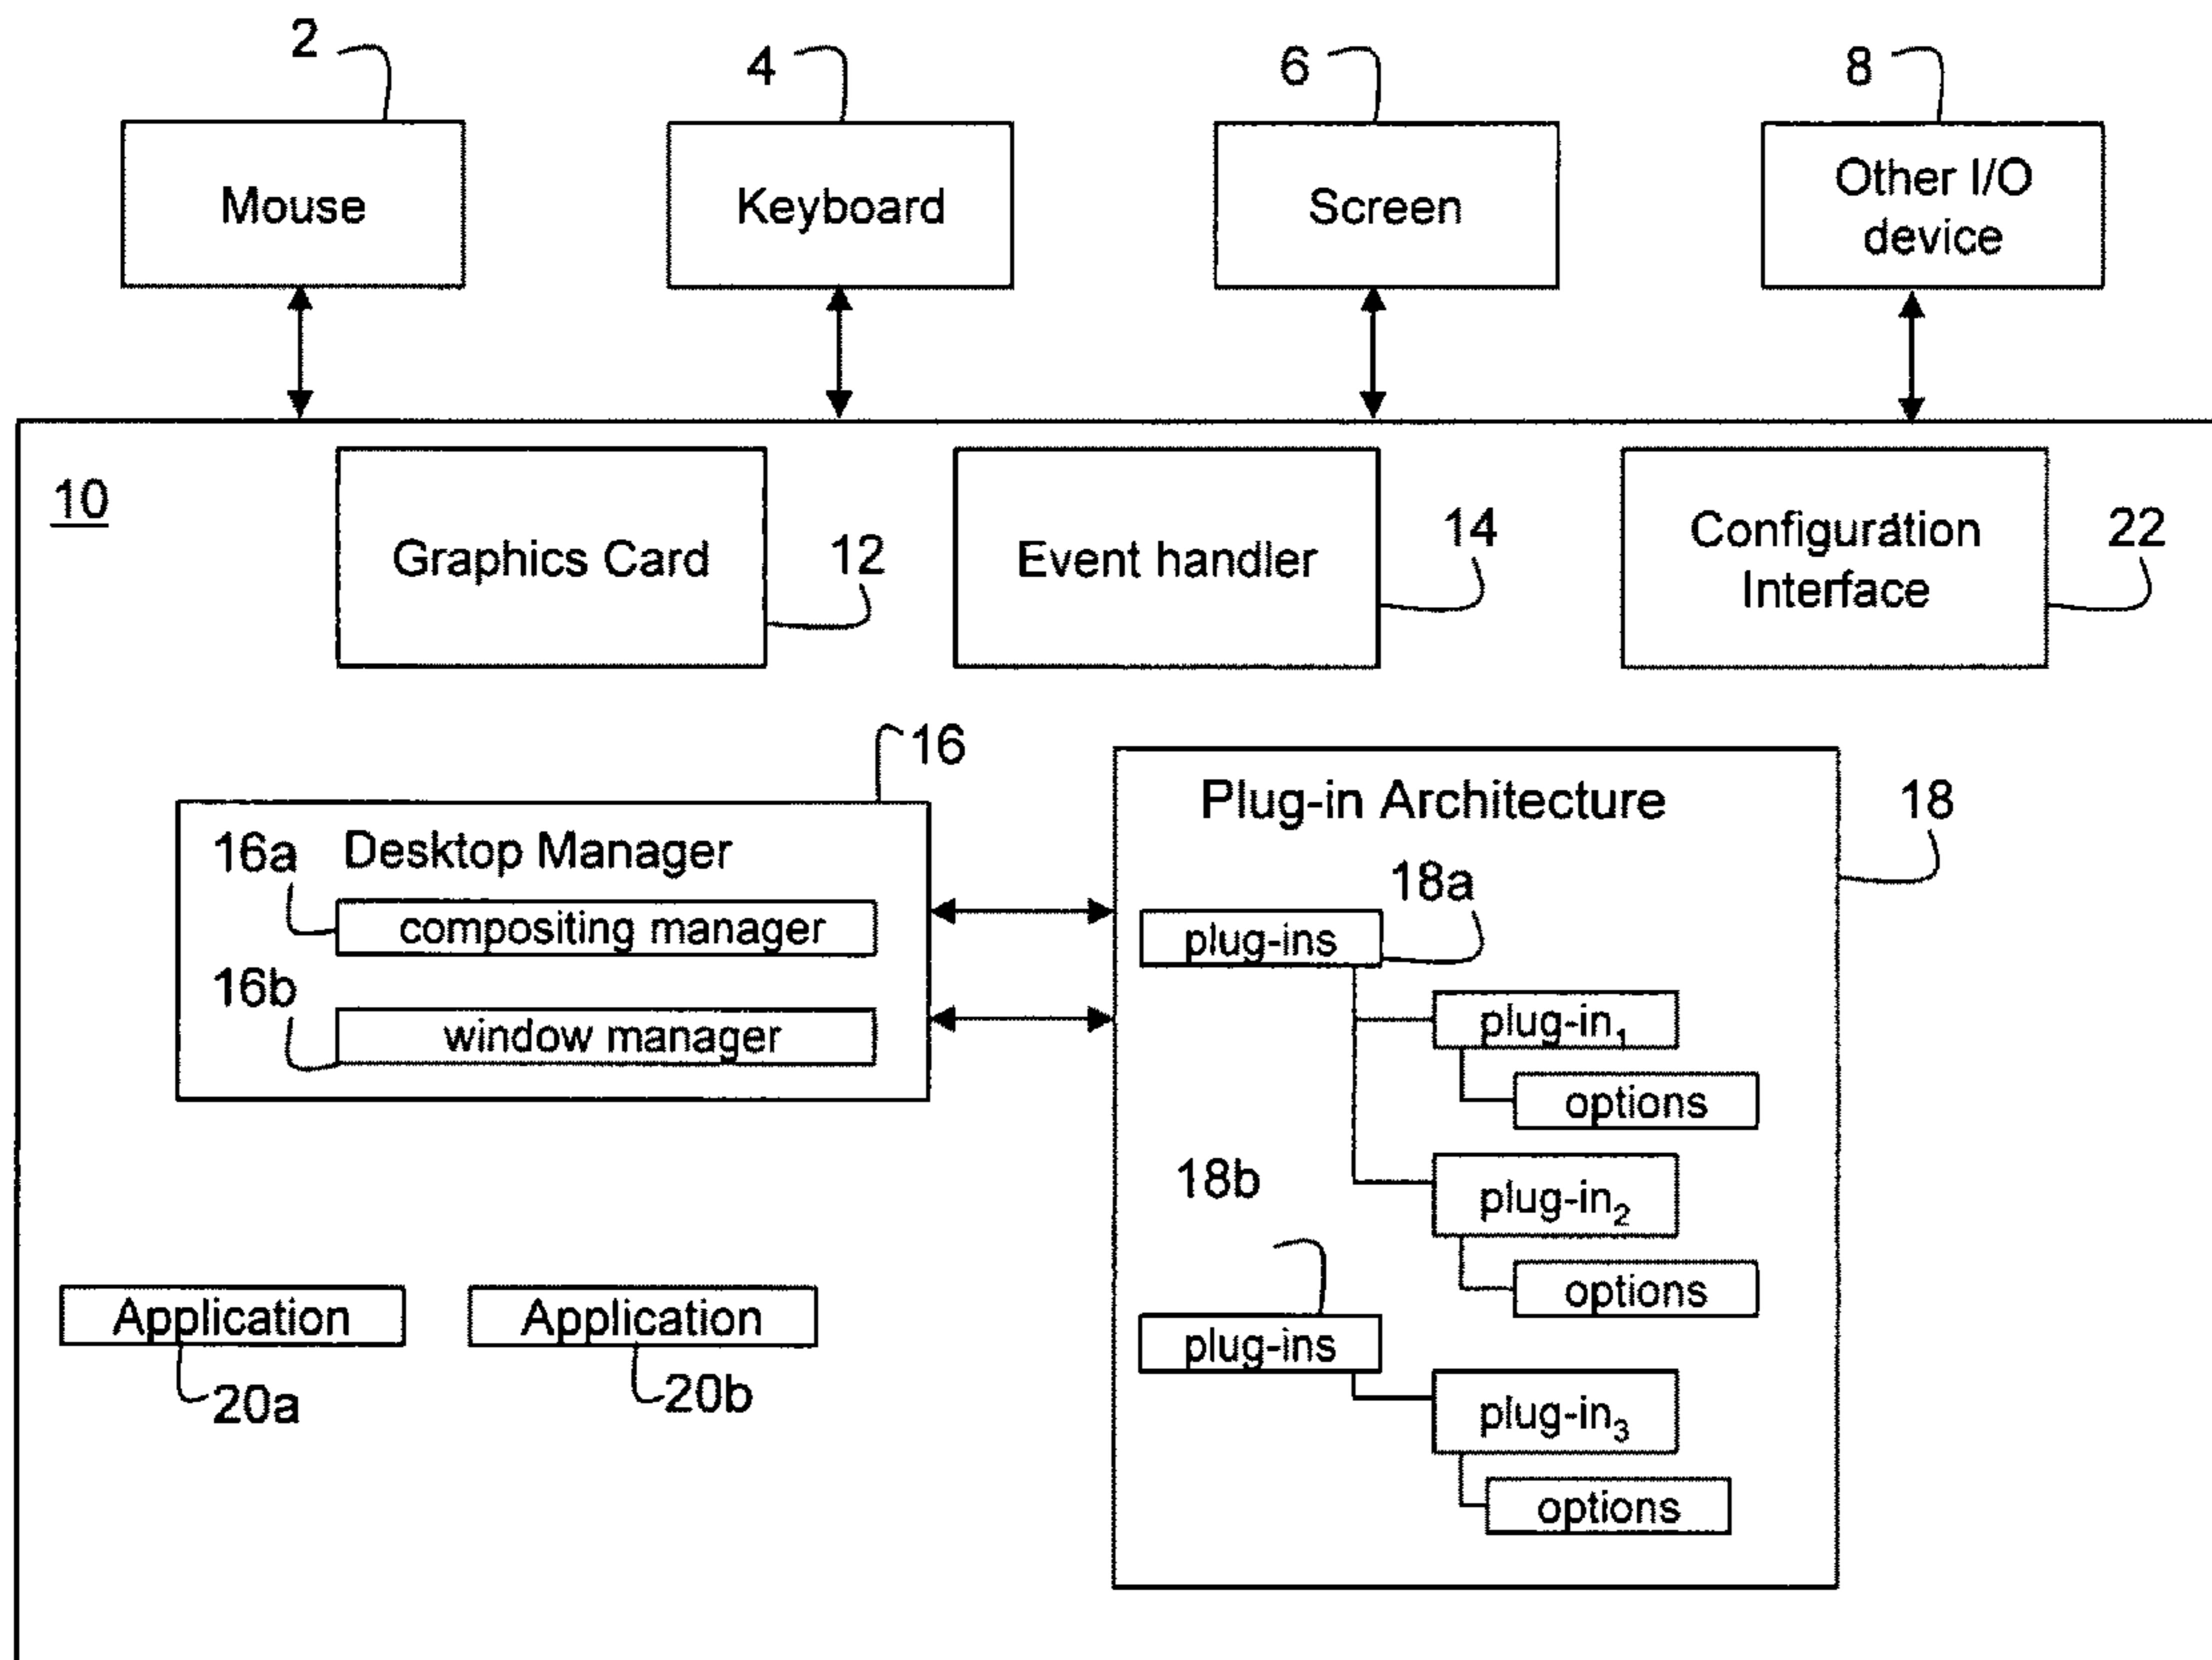 2
4
6
8
Mouse
Keyboard
Screen
Other I/O
device
10
Graphics Card
12
Event handler
14
Configuration
Interface
22
16
Desktop Manager
16a
compositing manager
16b
window manager
Plug-in Architecture
18
18a
plug-ins
plug-in₁
options
plug-in₂
options
18b
plug-ins
plug-in₃
options
Application
20a
Application
20b